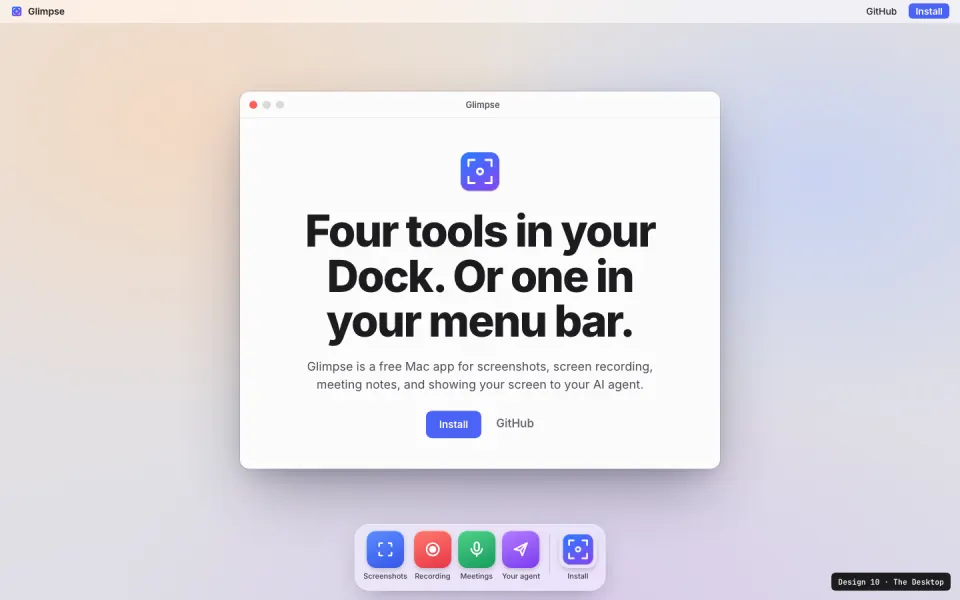 Glimpse
GitHub
Install
Glimpse
Four tools in your
Dock. Or one in
your menu bar.
Glimpse is a free Mac app for screenshots, screen recording,
meeting notes, and showing your screen to your AI agent.
Install
GitHub
Screenshots
Recording
Meetings
Your agent
Install
Design 10 · The Desktop